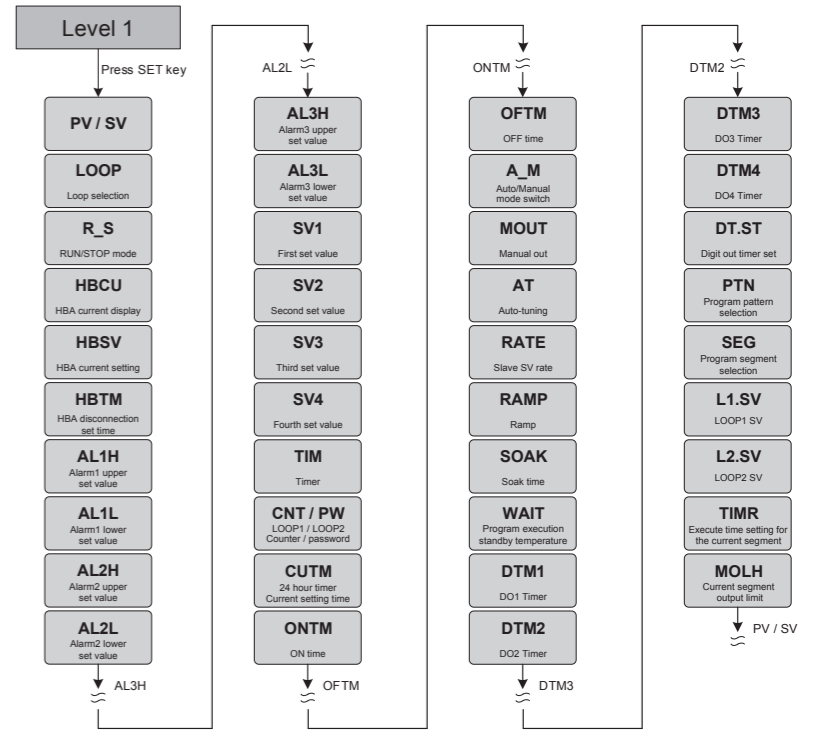 Level 1
Press SET key
PV / SV
LOOP
Loop selection
R_S
RUN/STOP mode
HBCU
HBA current display
HBSV
HBA current setting
HBTM
HBA disconnection
set time
AL1H
Alarm1 upper
set value
AL1L
Alarm1 lower
set value
AL2H
Alarm2 upper
set value
AL2L
Alarm2 lower
set value
AL3H
AL2L
AL3H
Alarm3 upper
set value
AL3L
Alarm3 lower
set value
SV1
First set value
SV2
Second set value
SV3
Third set value
SV4
Fourth set value
TIM
Timer
CNT / PW
LOOP1 / LOOP2
Counter / password
CUTM
24 hour timer
Current setting time
ONTM
ON time
OFTM
ONTM
OFTM
OFF time
A_M
Auto/Manual
mode switch
MOUT
Manual out
AT
Auto-tuning
RATE
Slave SV rate
RAMP
Ramp
SOAK
Soak time
WAIT
Program execution
standby temperature
DTM1
DO1 Timer
DTM2
DO2 Timer
DTM3
DTM2
DTM3
DO3 Timer
DTM4
DO4 Timer
DT.ST
Digit out timer set
PTN
Program pattern
selection
SEG
Program segment
selection
L1.SV
LOOP1 SV
L2.SV
LOOP2 SV
TIMR
Execute time setting for
the current segment
MOLH
Current segment
output limit
PV / SV